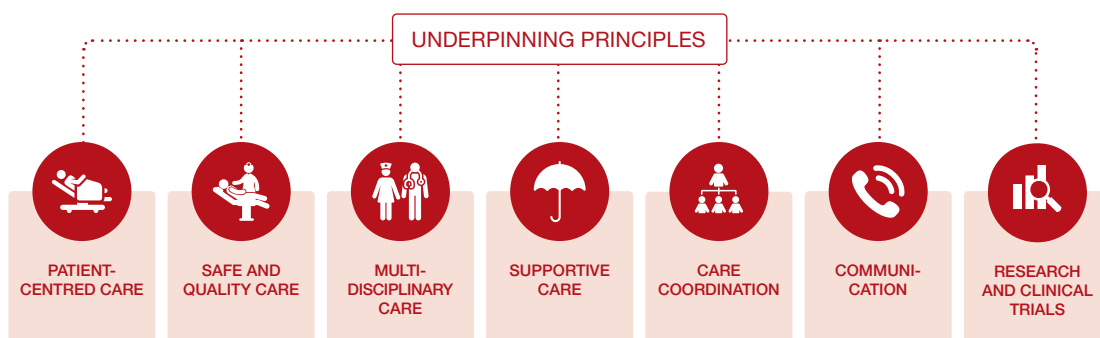 UNDERPINNING PRINCIPLES
PATIENT-
CENTRED CARE
SAFE AND
QUALITY CARE
MULTI-
DISCIPLINARY
CARE
SUPPORTIVE
CARE
CARE
COORDINATION
COMMUNI-
CATION
RESEARCH
AND CLINICAL
TRIALS